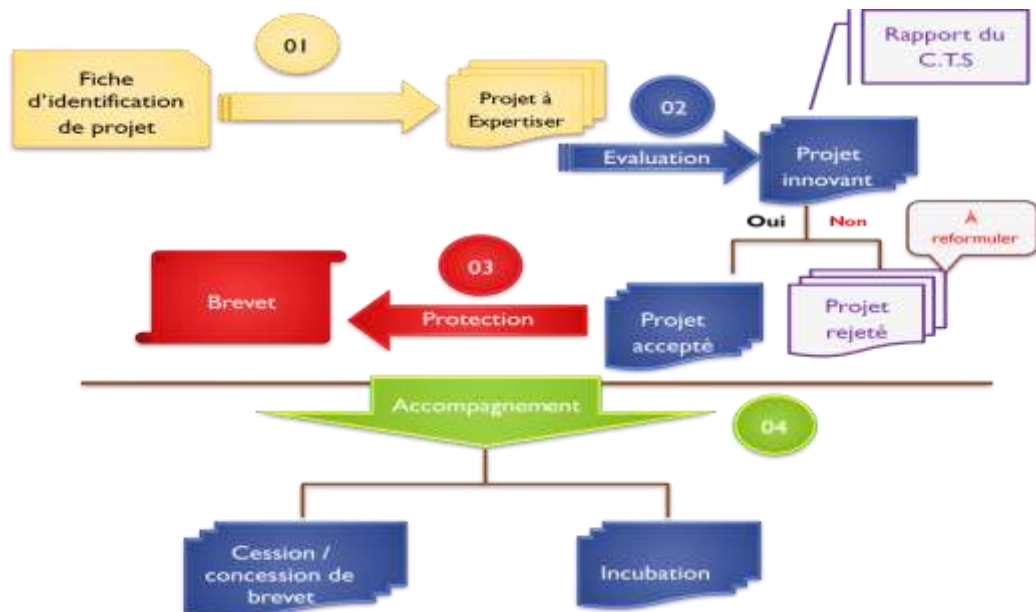 01
Rapport du
C.T.S
Fiche
d'identification
de projet
Projet à
Expertiser
02
Evaluation
Projet
innovant
Oui
Non
À
reformuler
03
Brevet
Protection
Projet
accepté
Projet
rejeté
Accompagnement
04
Cession /
concession de
brevet
Incubation